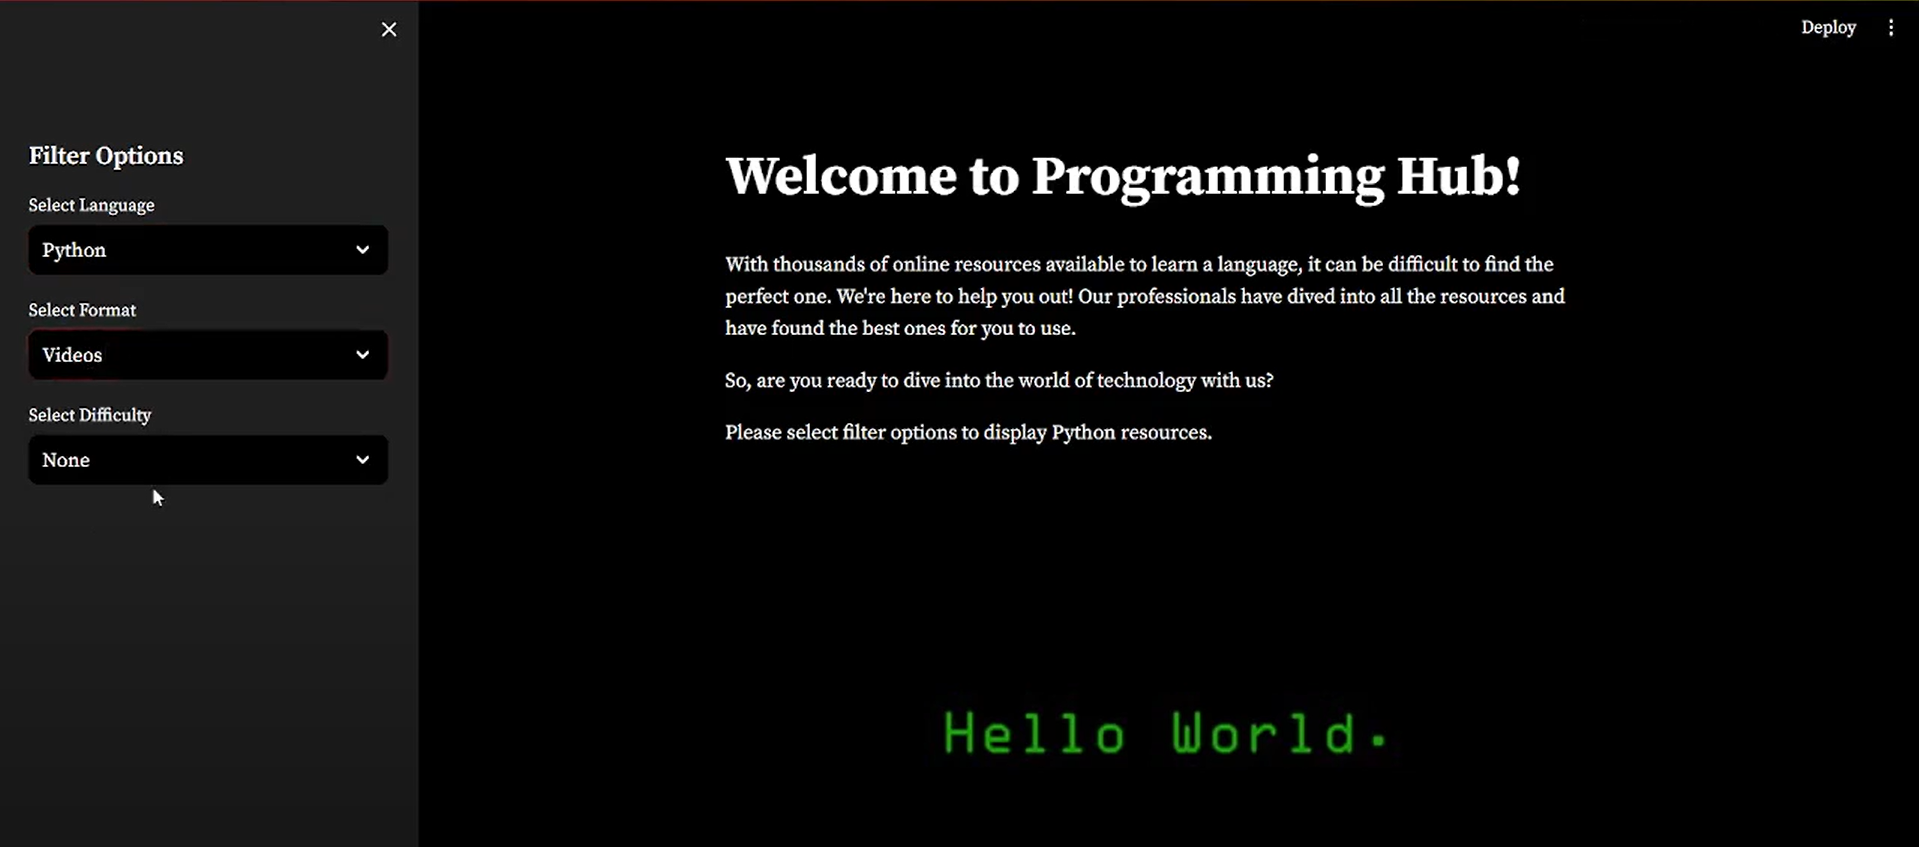 Deploy
Filter Options
Select Language
Python
Select Format
Videos
Select Difficulty
None
Welcome to Programming Hub!
With thousands of online resources available to learn a language, it can be difficult to find the
perfect one. We're here to help you out! Our professionals have dived into all the resources and
have found the best ones for you to use.
So, are you ready to dive into the world of technology with us?
Please select filter options to display Python resources.
Hello World.